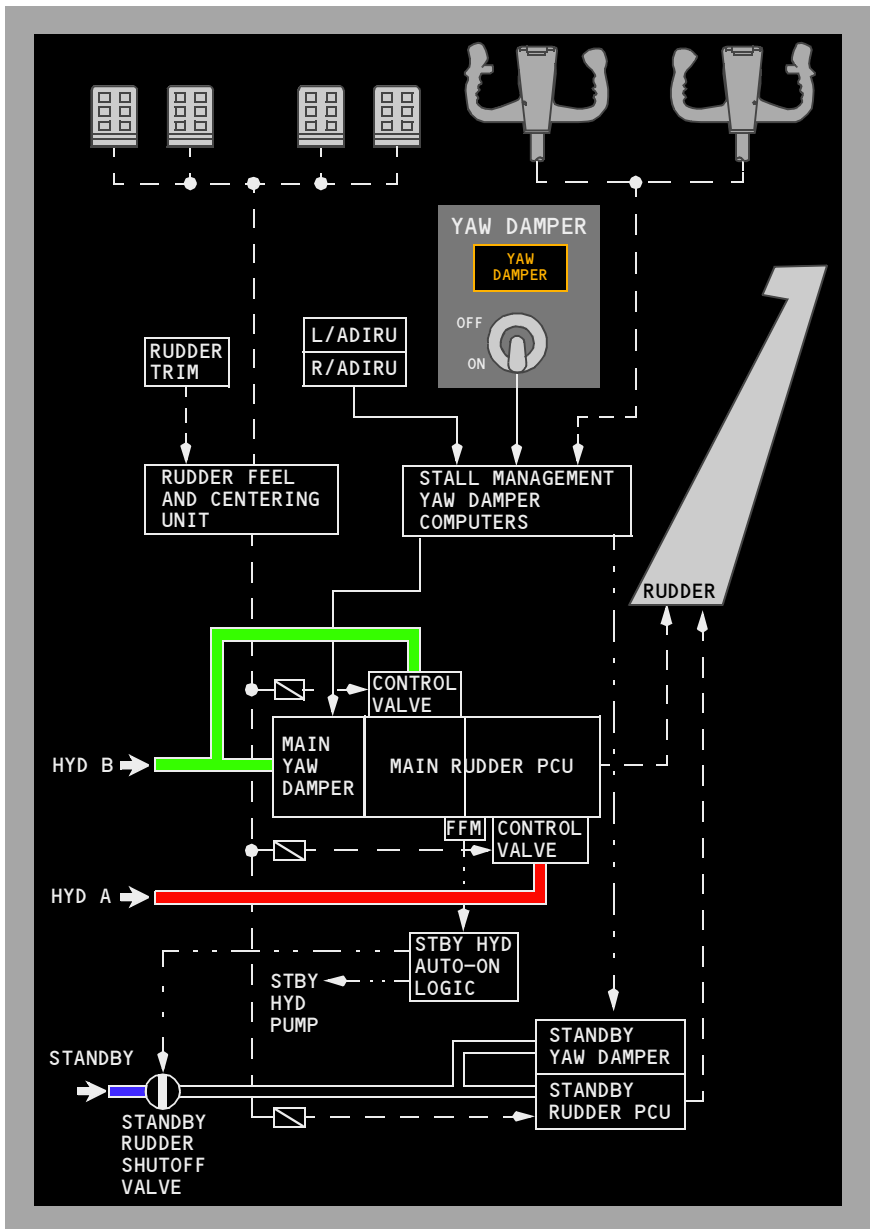 YAW DAMPER
YAW
DAMPER
OFF
ON
L/ADIRU
R/ADIRU
RUDDER
TRIM
RUDDER FEEL
AND CENTERING
UNIT
STALL MANAGEMENT
YAW DAMPER
COMPUTERS
RUDDER
CONTROL
VALVE
HYD B
MAIN
YAW
DAMPER
MAIN RUDDER PCU
FFM
CONTROL
VALVE
HYD A
STBY HYD
AUTO-ON
LOGIC
STBY
HYD
PUMP
STANDBY
STANDBY
YAW DAMPER
STANDBY
RUDDER PCU
STANDBY
RUDDER
SHUTOFF
VALVE